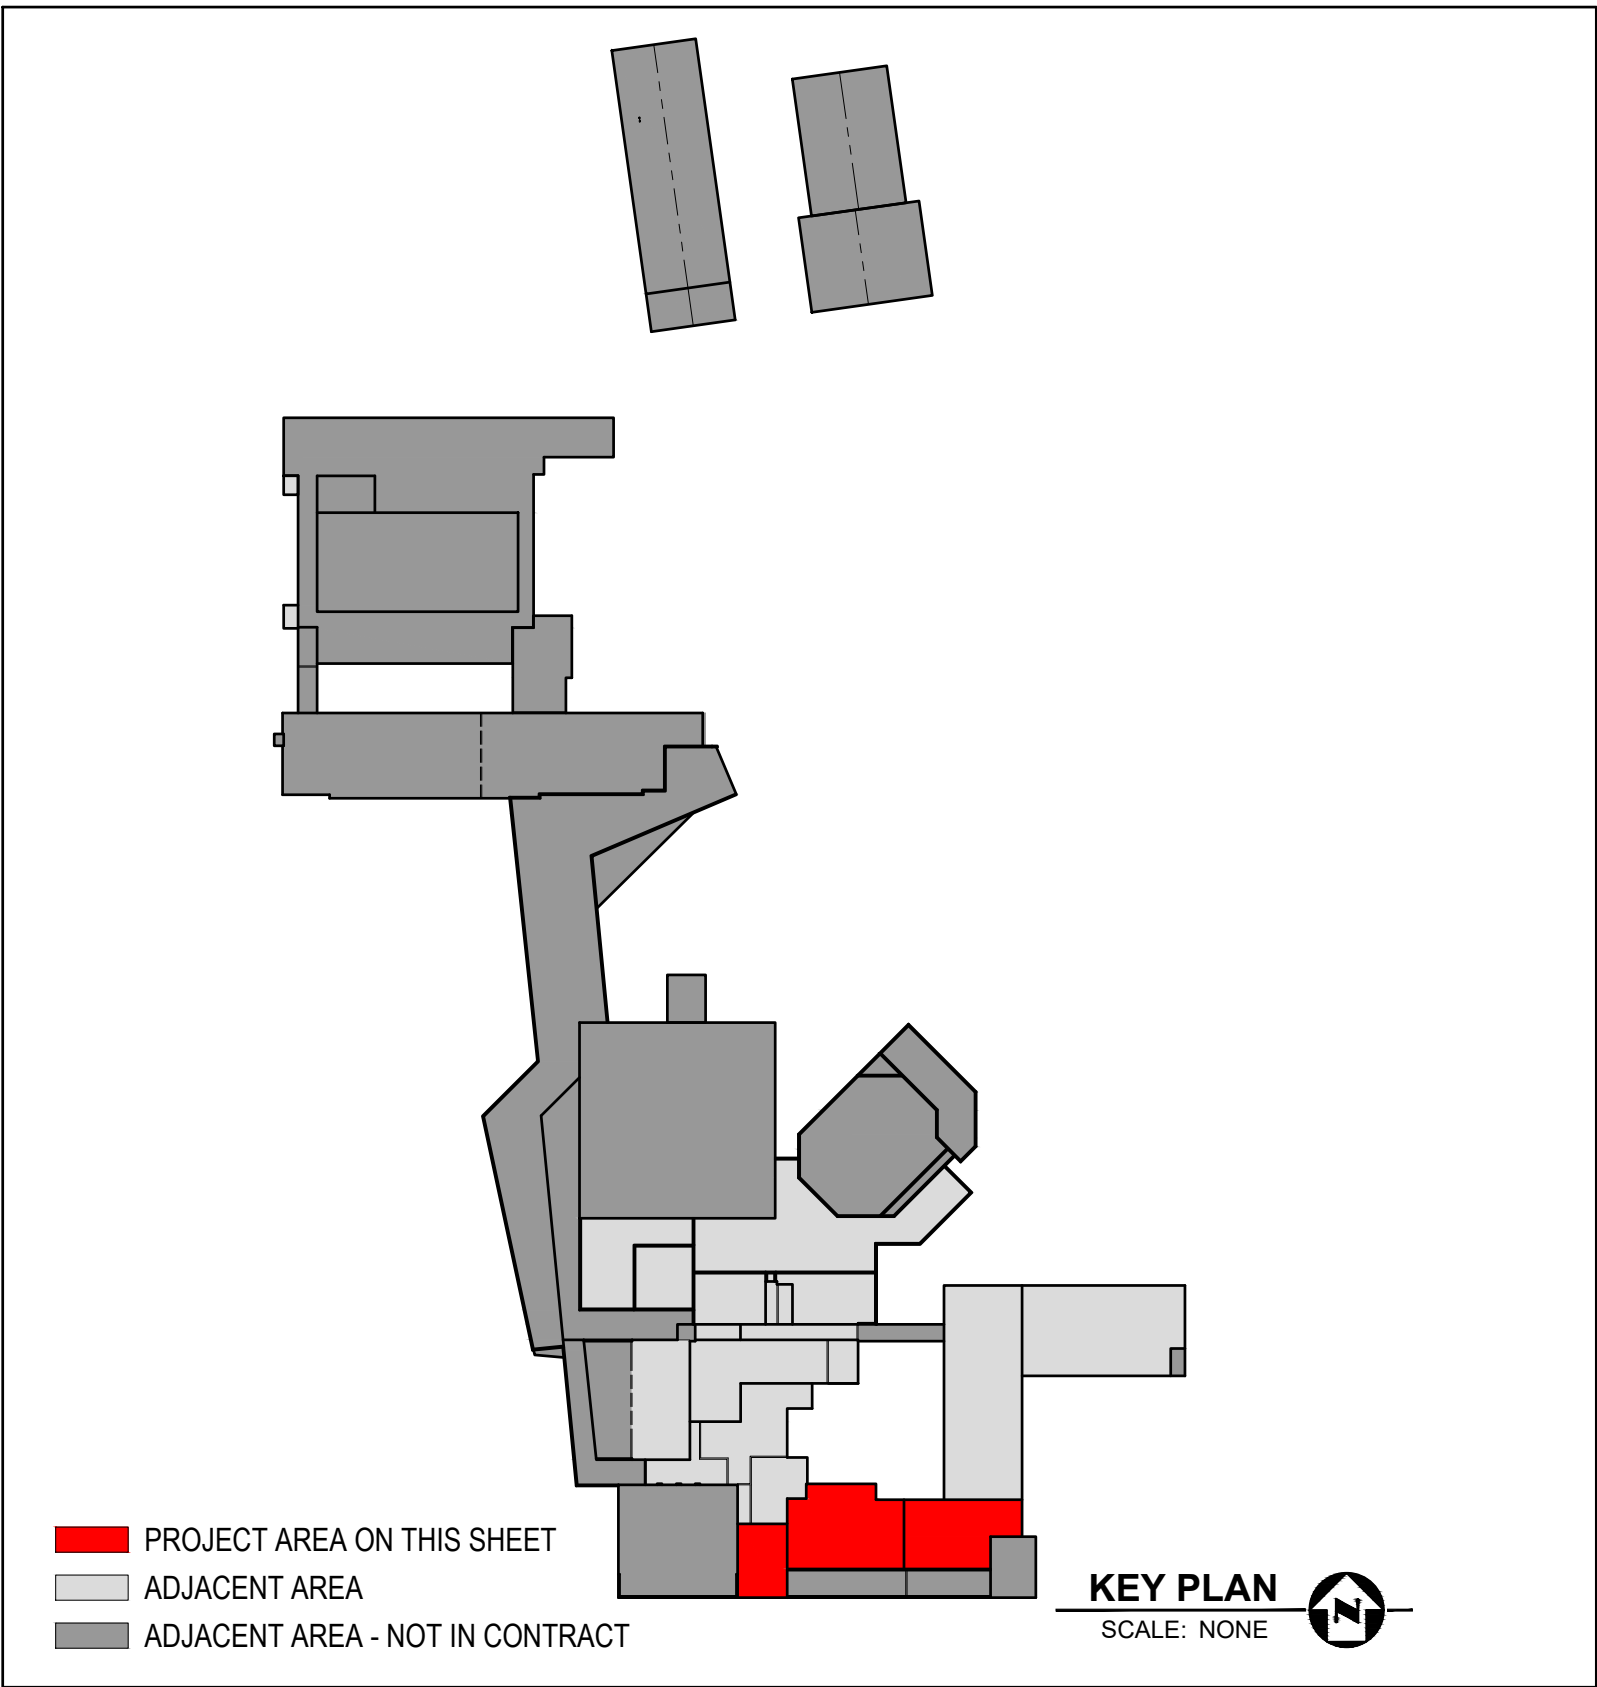 PROJECT AREA ON THIS SHEET
ADJACENT AREA
ADJACENT AREA - NOT IN CONTRACT
KEY PLAN
SCALE: NONE
N